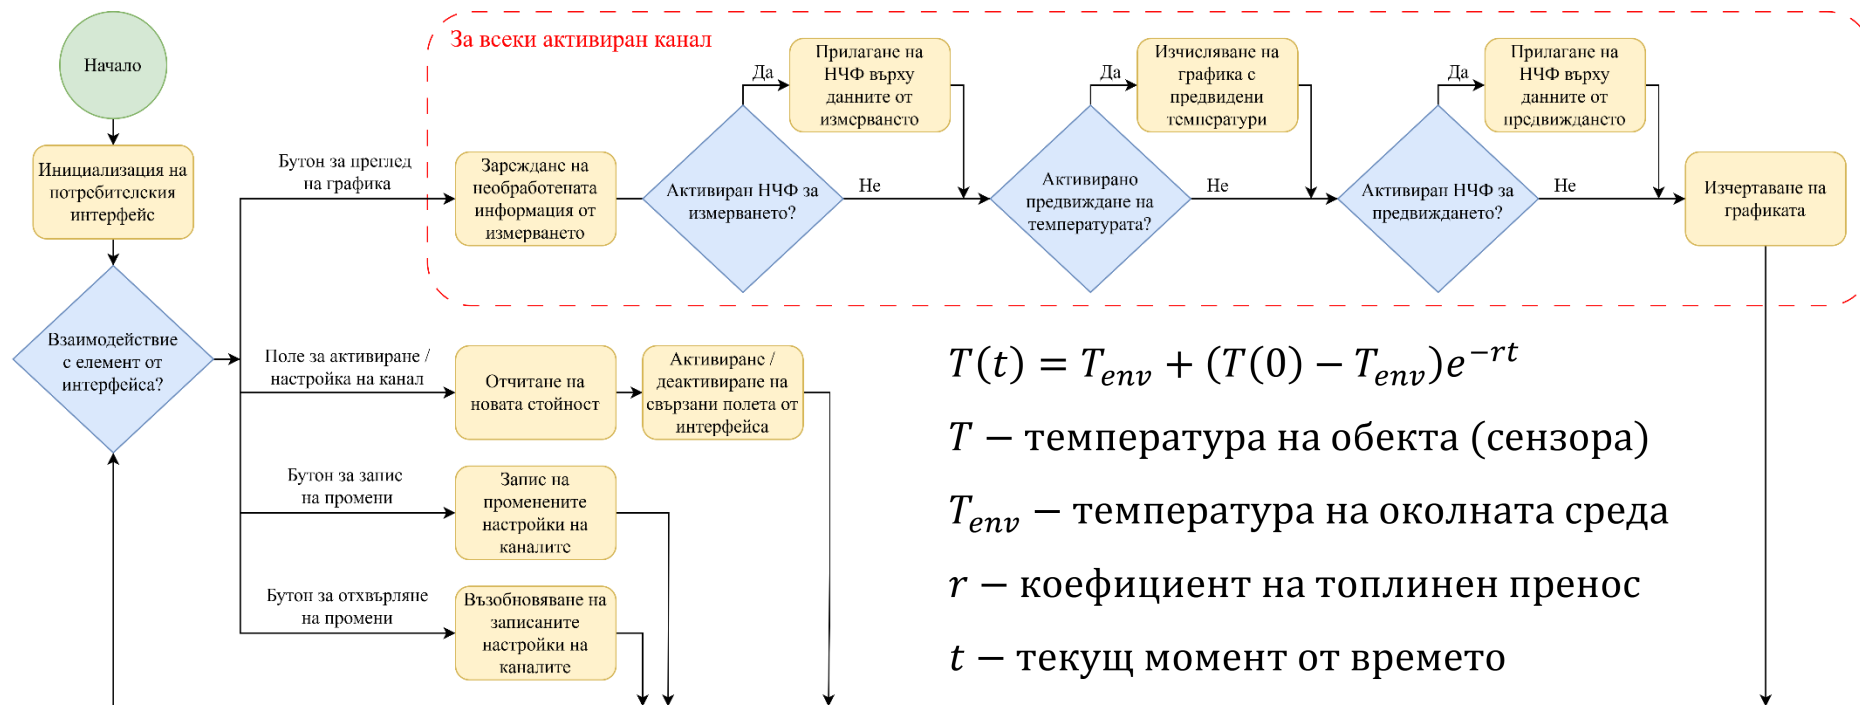 Начало
Инициализация на
потребителския
интерфейс
Взаимодействие
с елемент от
интерфейса?
За всеки активиран канал
Бутон за преглед
на графика
Зареждане на
необработената
информация от
измерването
Активиран НЧФ за
измерването?
Да
Прилагане на
НЧФ върху
данните от
измерването
Не
Активирано
предвиждане на
температурата?
Да
Изчисляване на
графика с
предвидени
температури
Не
Активиран НЧФ за
предвиждането?
Да
Прилагане на
НЧФ върху
данните от
предвиждането
Не
Изчертаване на
графиката
Поле за активиране /
настройка на канал
Отчитане на
новата стойност
Активиране /
деактивиране на
свързани полета от
интерфейса
Бутон за запис
на промени
Запис на
променените
настройки на
каналите
Бутон за отхвърляне
на промени
Възобновяване на
записаните
настройки на
каналите
T(t) = T_env + (T(0) − T_env)e^−rt
T − температура на обекта (сензора)
T_env − температура на околната среда
r − коефициент на топлинен пренос
t − текущ момент от времето